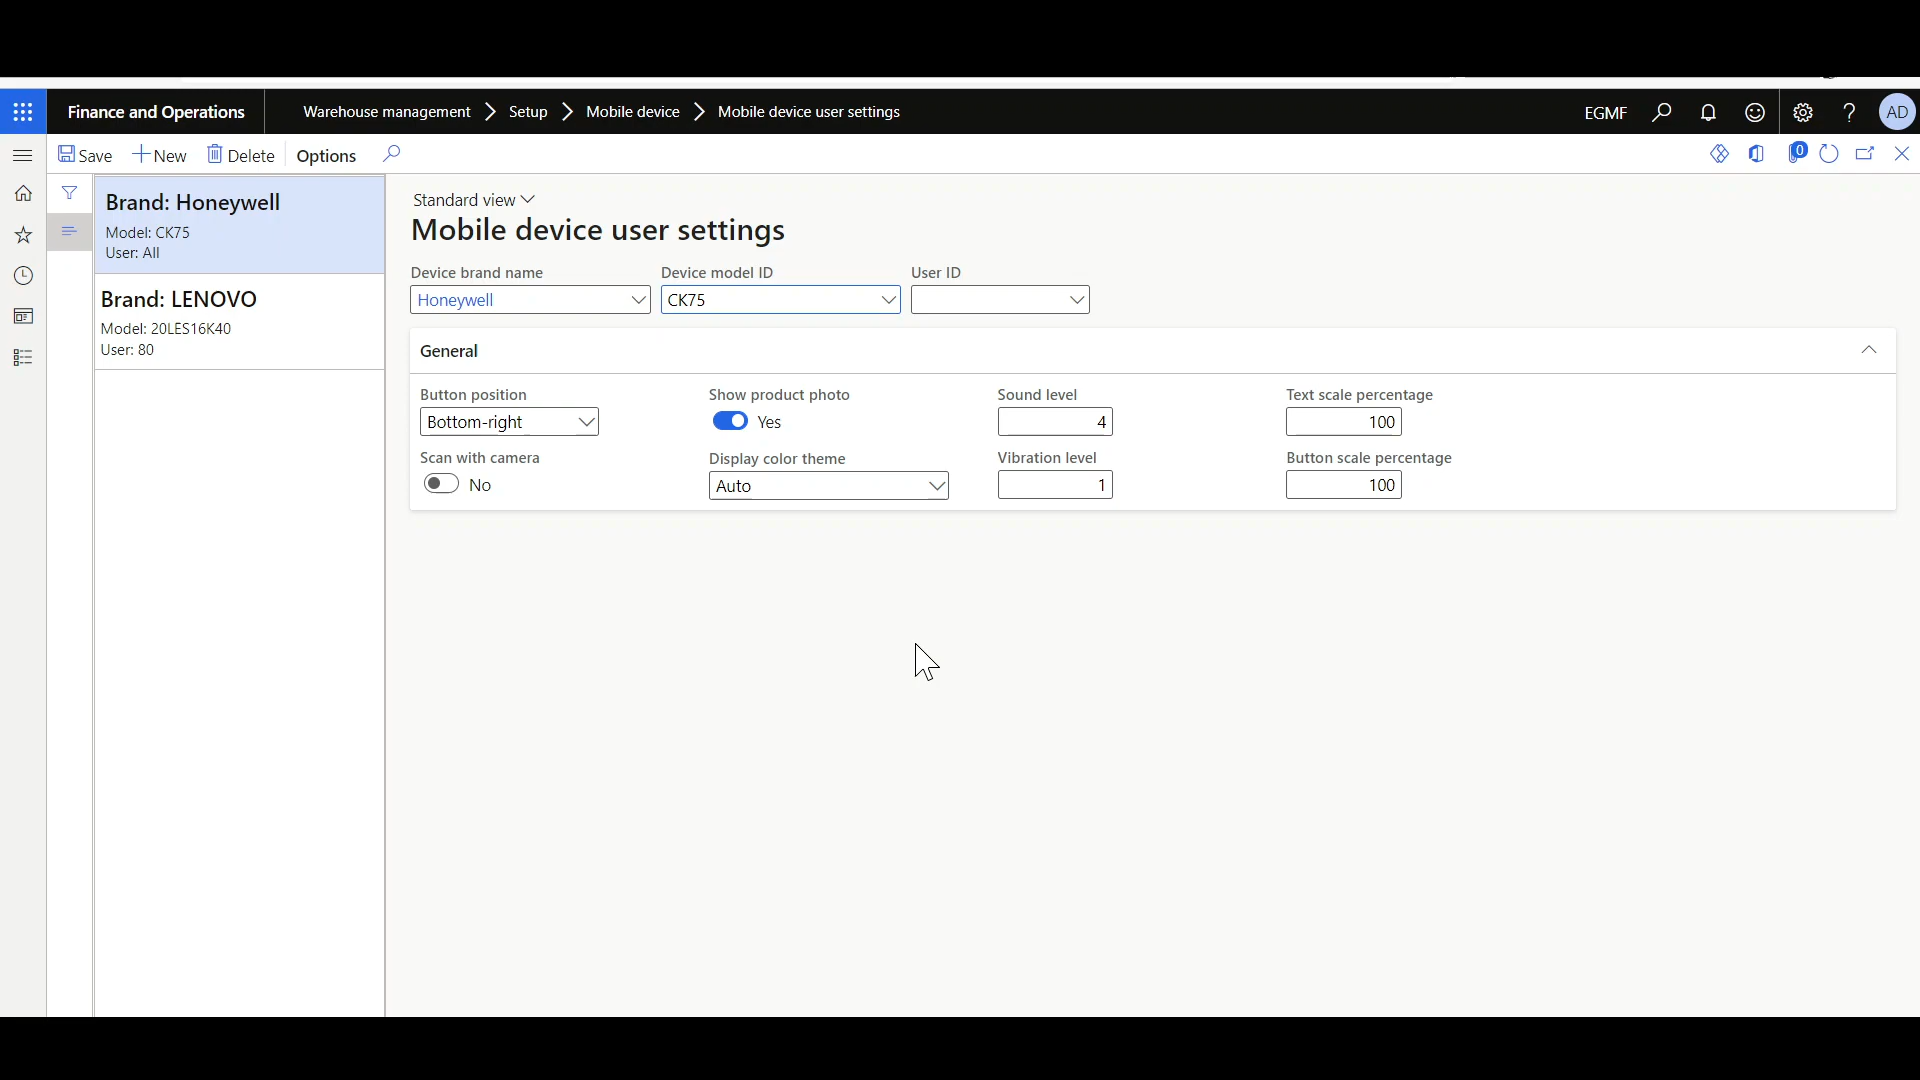 Finance and Operations
Warehouse management
Setup
Mobile device
Mobile device user settings
EGMF
?
AD
Save
New
Delete
Options
0
Brand: Honeywell
Model: CK75
User: All
Brand: LENOVO
Model: 20LES16K40
User: 80
Standard view
Mobile device user settings
Device brand name
Device model ID
User ID
Honeywell
CK75
General
Button position
Show product photo
Sound level
Text scale percentage
Bottom-right
Yes
4
100
Scan with camera
Display color theme
Vibration level
Button scale percentage
No
Auto
1
100